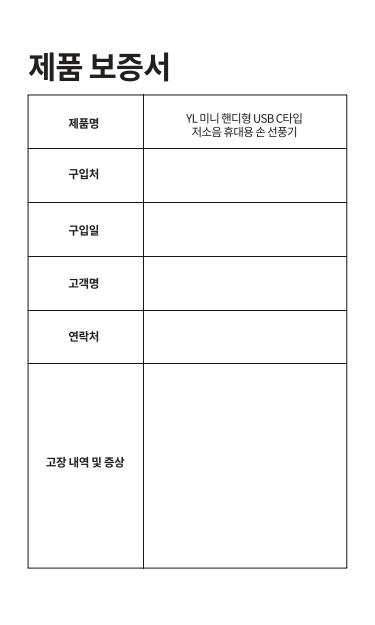 제품 보증서
제품명
YL 미니 핸디형 USB C타입
저소음 휴대용 손 선풍기
구입처
구입일
고객명
연락처
고장 내역 및 증상